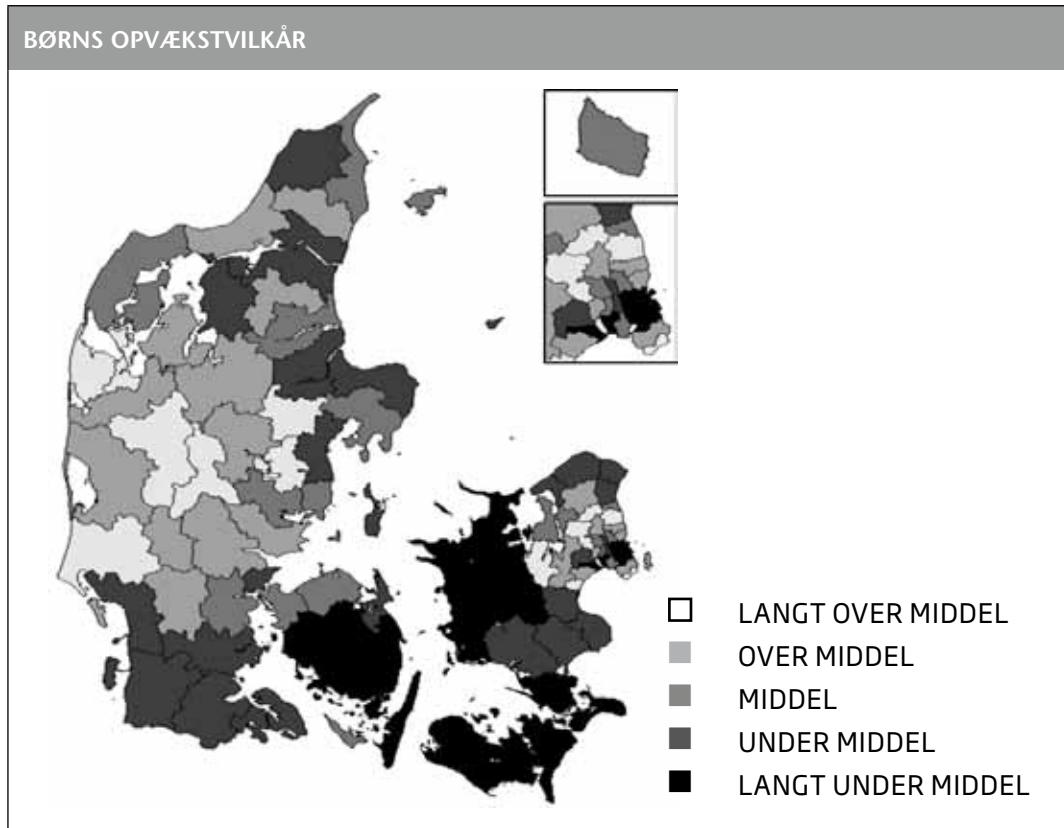 BØRNS OPVÆKSTVILKÅR
LANGT OVER MIDDEL
OVER MIDDEL
MIDDEL
UNDER MIDDEL
LANGT UNDER MIDDEL